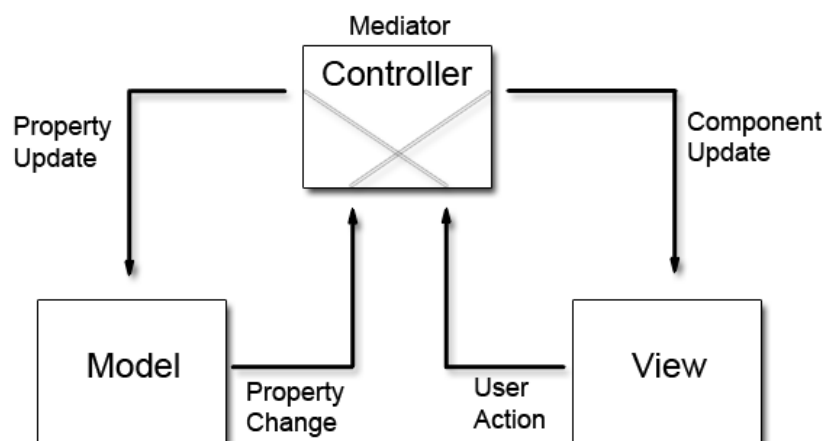 Mediator
Controller
Property
Update
Component
Update
Model
Property
Change
User
Action
View